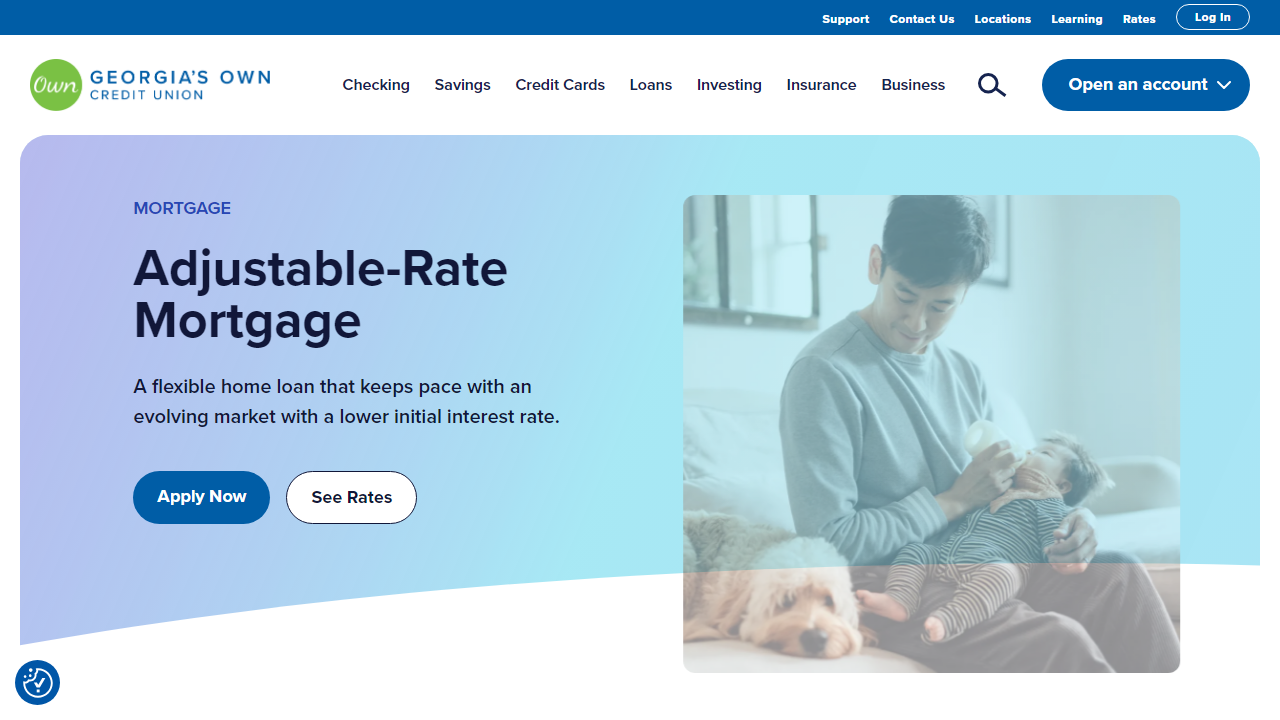 Support Contact Us Locations Learning Rates Log In
Own GEORGIA'S OWN
CREDIT UNION
Checking Savings Credit Cards Loans Investing Insurance Business
Open an account
MORTGAGE
Adjustable-Rate
Mortgage
A flexible home loan that keeps pace with an
evolving market with a lower initial interest rate.
Apply Now See Rates